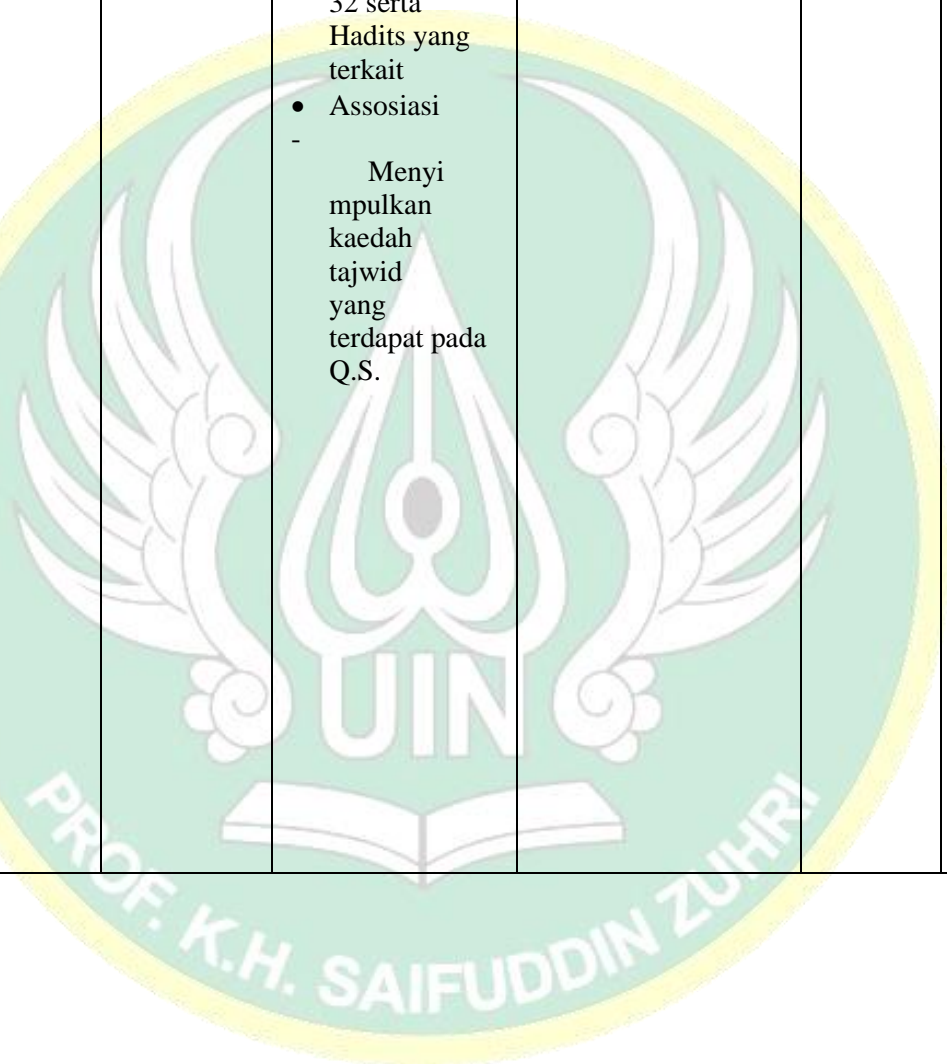 32 serta
Hadits yang
terkait
• Assosiasi
-
Menyi
mpulkan
kaedah
tajwid
yang
terdapat pada
Q.S.
UIN
PROF. K.H. SAIFUDDIN ZUHRI